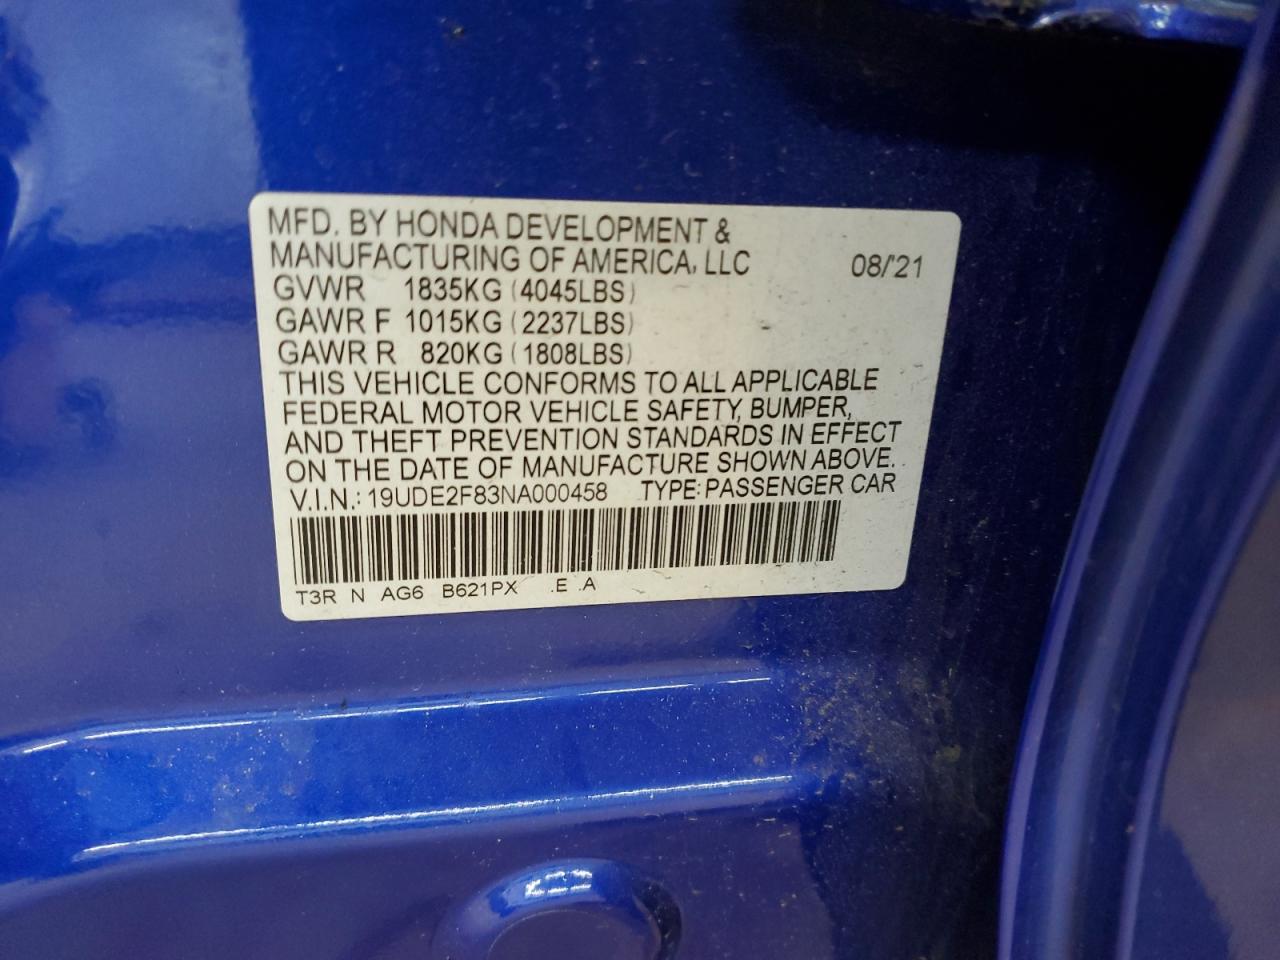 MFD. BY HONDA DEVELOPMENT &
MANUFACTURING OF AMERICA, LLC 08/'21
GVWR 1835KG (4045LBS)
GAWR F 1015KG (2237LBS)
GAWR R 820KG (1808LBS)
THIS VEHICLE CONFORMS TO ALL APPLICABLE
FEDERAL MOTOR VEHICLE SAFETY, BUMPER,
AND THEFT PREVENTION STANDARDS IN EFFECT
ON THE DATE OF MANUFACTURE SHOWN ABOVE.
V.I.N.: 19UDE2F83NA000458 TYPE: PASSENGER CAR
T3R N AG6 B621PX .E .A